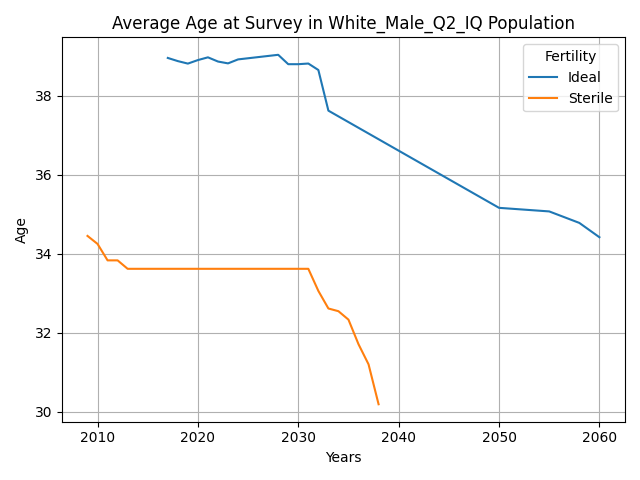 Average Age at Survey in White_Male_Q2_IQ Population
Fertility
Ideal
Sterile
Age
38
36
34
32
30
2010
2020
2030
2040
2050
2060
Years